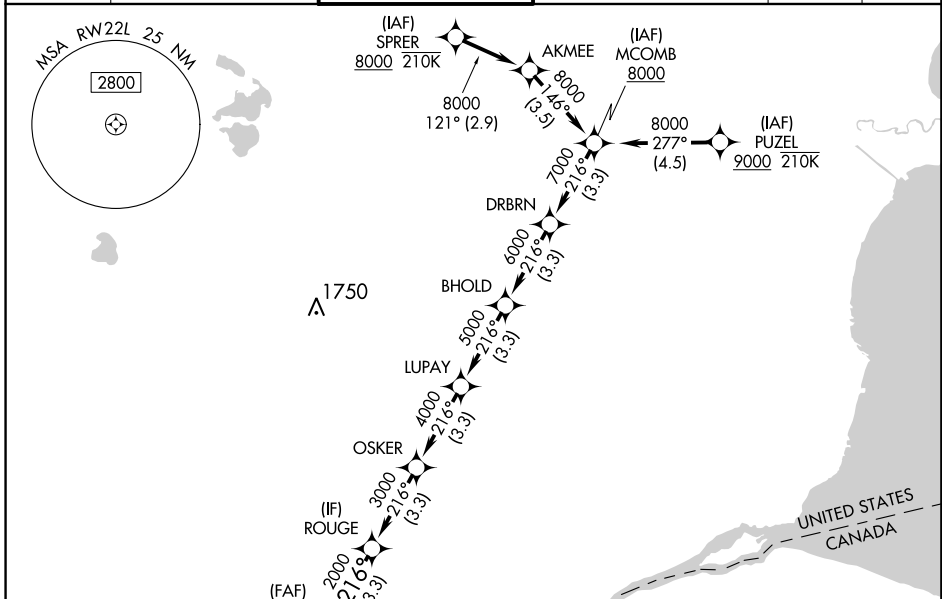 MSA RW22L 25 NM
2800
(IAF)
SPRER
8000 210K
AKMEE
8000
121° (2.9)
8000
146°
(3.5)
(IAF)
MCOMB
8000
8000
277°
(4.5)
(IAF)
PUZEL
9000 210K
7000
216°
(3.3)
DRBRN
6000
216°
(3.3)
BHOLD
1750
5000
216°
(3.3)
LUPAY
4000
216°
(3.3)
OSKER
3000
216°
(3.3)
(IF)
ROUGE
2000
216°
(FAF)
UNITED STATES
CANADA